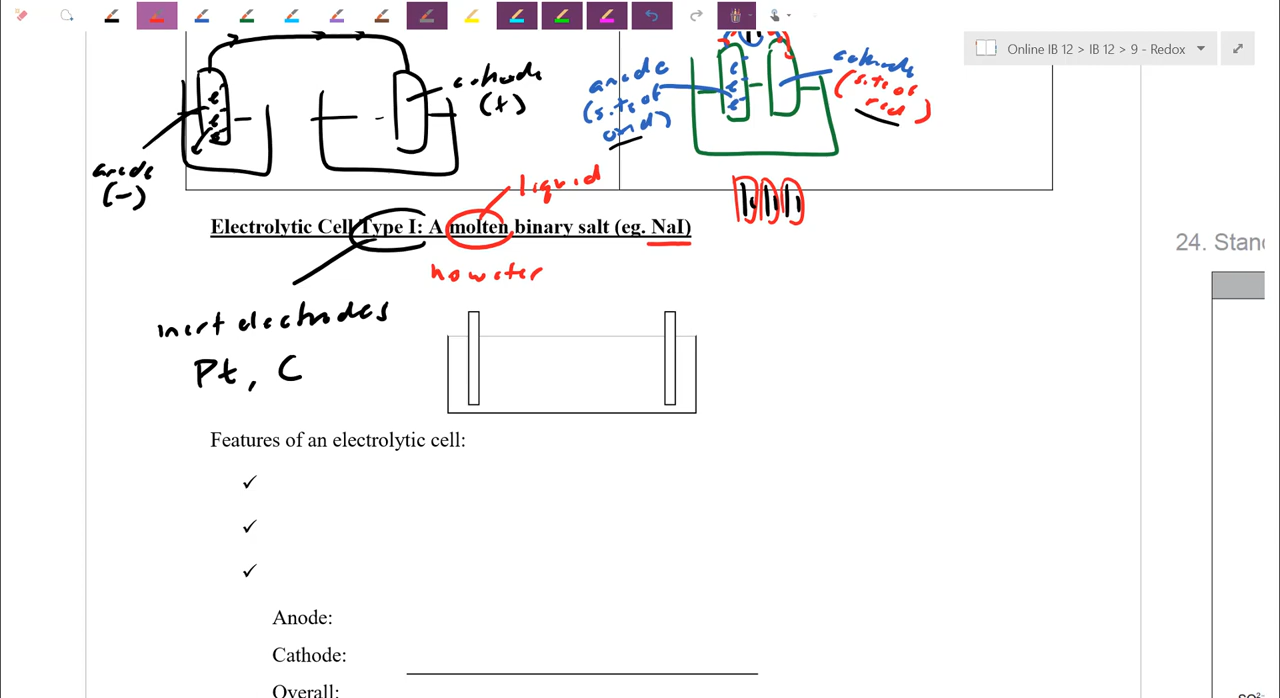 Online IB 12 > IB 12 > 9 - Redox
cathode
(+)
anode
(-)
anode
(site of
oxid)
cathode
(site of
red)
liquid
Electrolytic Cell Type I: A molten binary salt (eg. NaI)
no water
24. Stan
inert electrodes
Pt, C
Features of an electrolytic cell:
✓
✓
✓
Anode:
Cathode:
Overall: